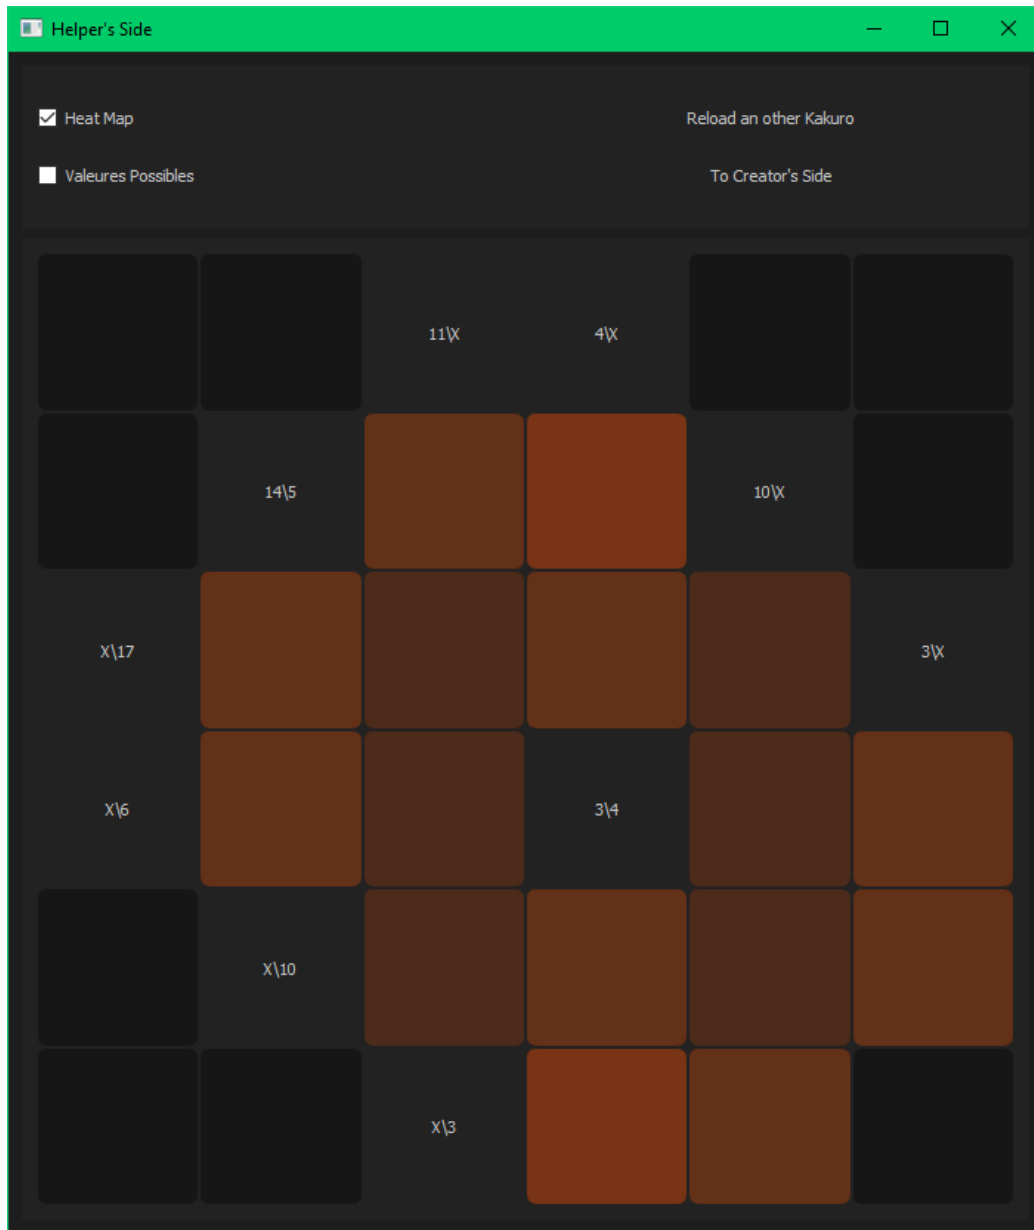 Helper's Side
Heat Map
Reload an other Kakuro
Valeures Possibles
To Creator's Side
11\X 4\X
14\5 10\X
X\17 3\X
X\6 3\4
X\10
X\3